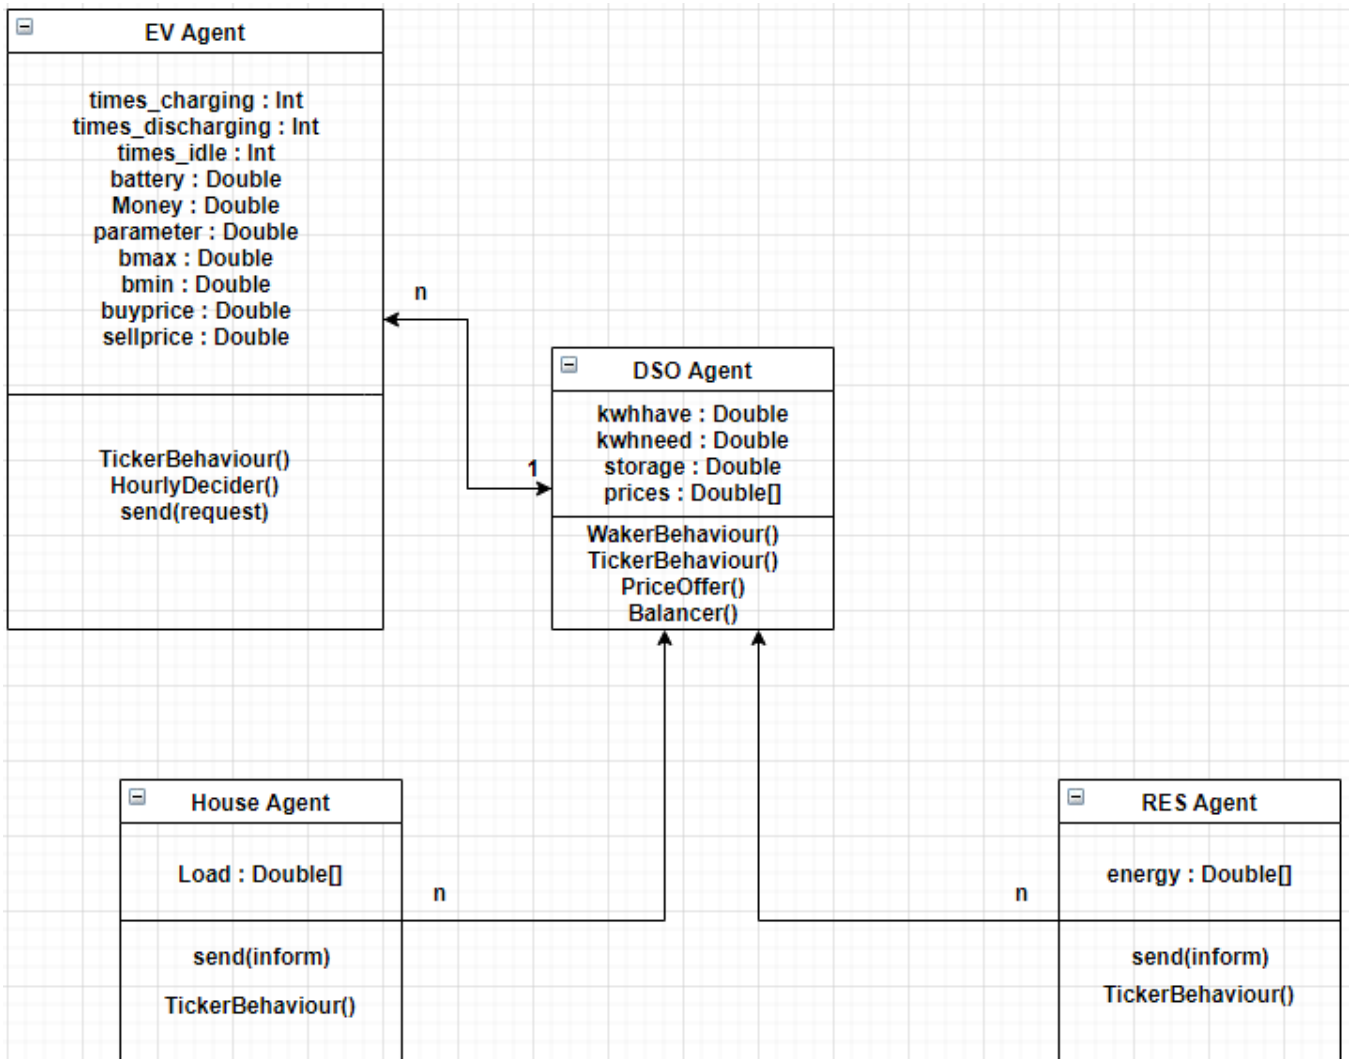 EV Agent
times_charging : Int
times_discharging : Int
times_idle : Int
battery : Double
Money : Double
parameter : Double
bmax : Double
bmin : Double
buyprice : Double
sellprice : Double
TickerBehaviour()
HourlyDecider()
send(request)
n
1
DSO Agent
kwhhave : Double
kwhneed : Double
storage : Double
prices : Double[]
WakerBehaviour()
TickerBehaviour()
PriceOffer()
Balancer()
House Agent
Load : Double[]
send(inform)
TickerBehaviour()
n
n
RES Agent
energy : Double[]
send(inform)
TickerBehaviour()